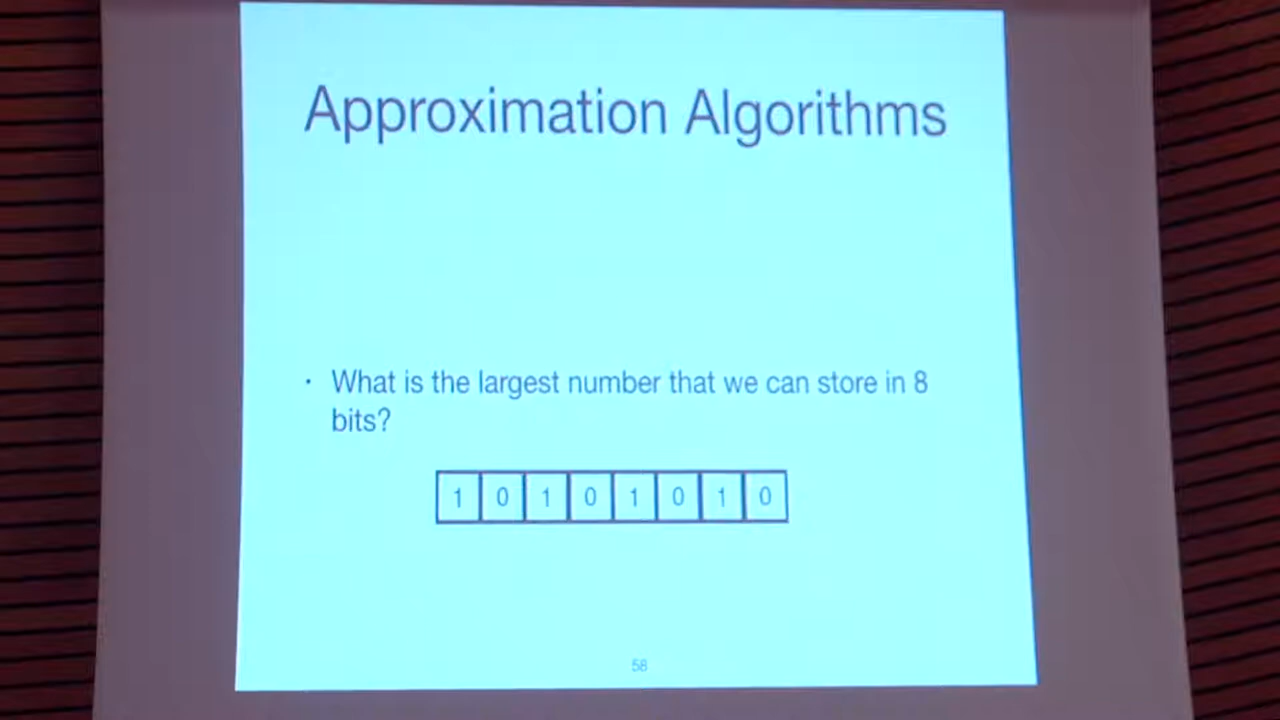 Approximation Algorithms
• What is the largest number that we can store in 8
bits?
1 0 1 0 1 0 1 0
58